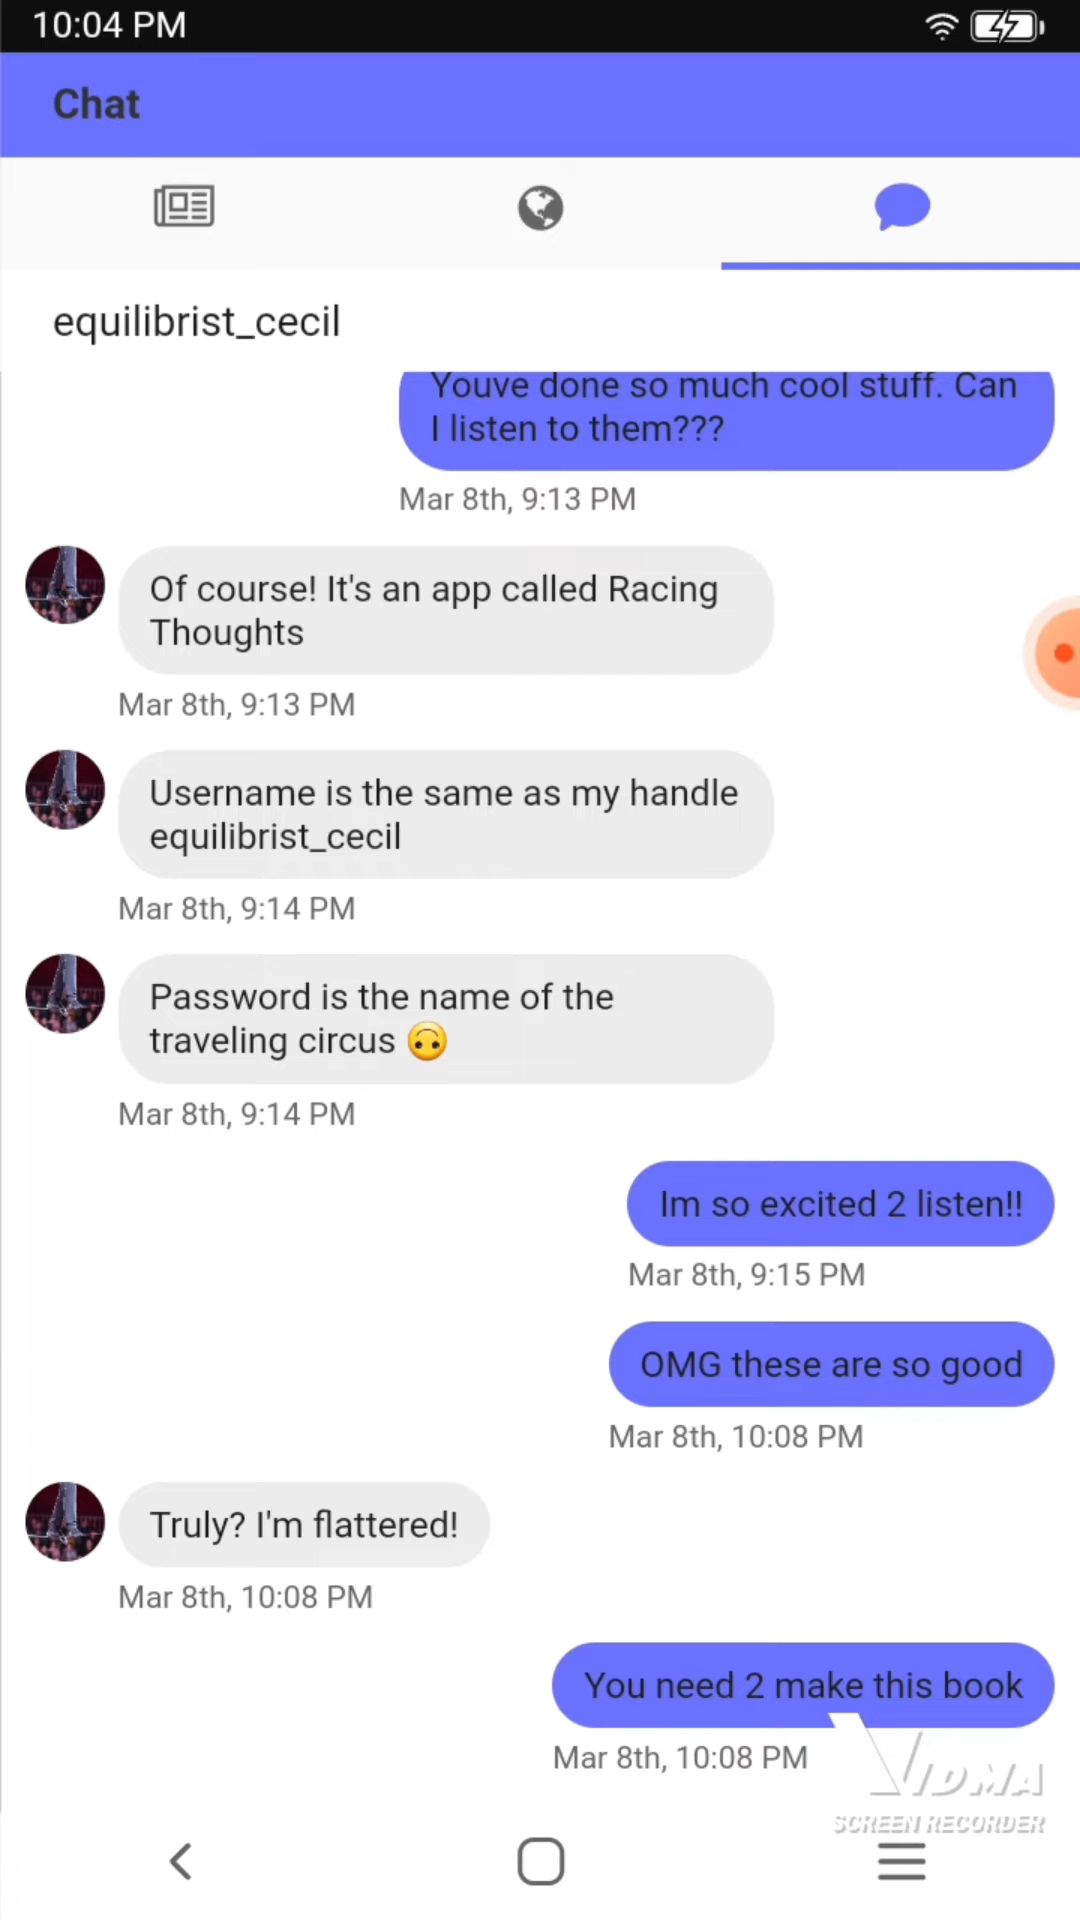 10:04 PM
Chat
equilibrist_cecil
Youve done so much cool stuff. Can
I listen to them???
Mar 8th, 9:13 PM
Of course! It's an app called Racing
Thoughts
Mar 8th, 9:13 PM
Username is the same as my handle
equilibrist_cecil
Mar 8th, 9:14 PM
Password is the name of the
traveling circus 🙃
Mar 8th, 9:14 PM
Im so excited 2 listen!!
Mar 8th, 9:15 PM
OMG these are so good
Mar 8th, 10:08 PM
Truly? I'm flattered!
Mar 8th, 10:08 PM
You need 2 make this book
Mar 8th, 10:08 PM
VIDMA
SCREEN RECORDER